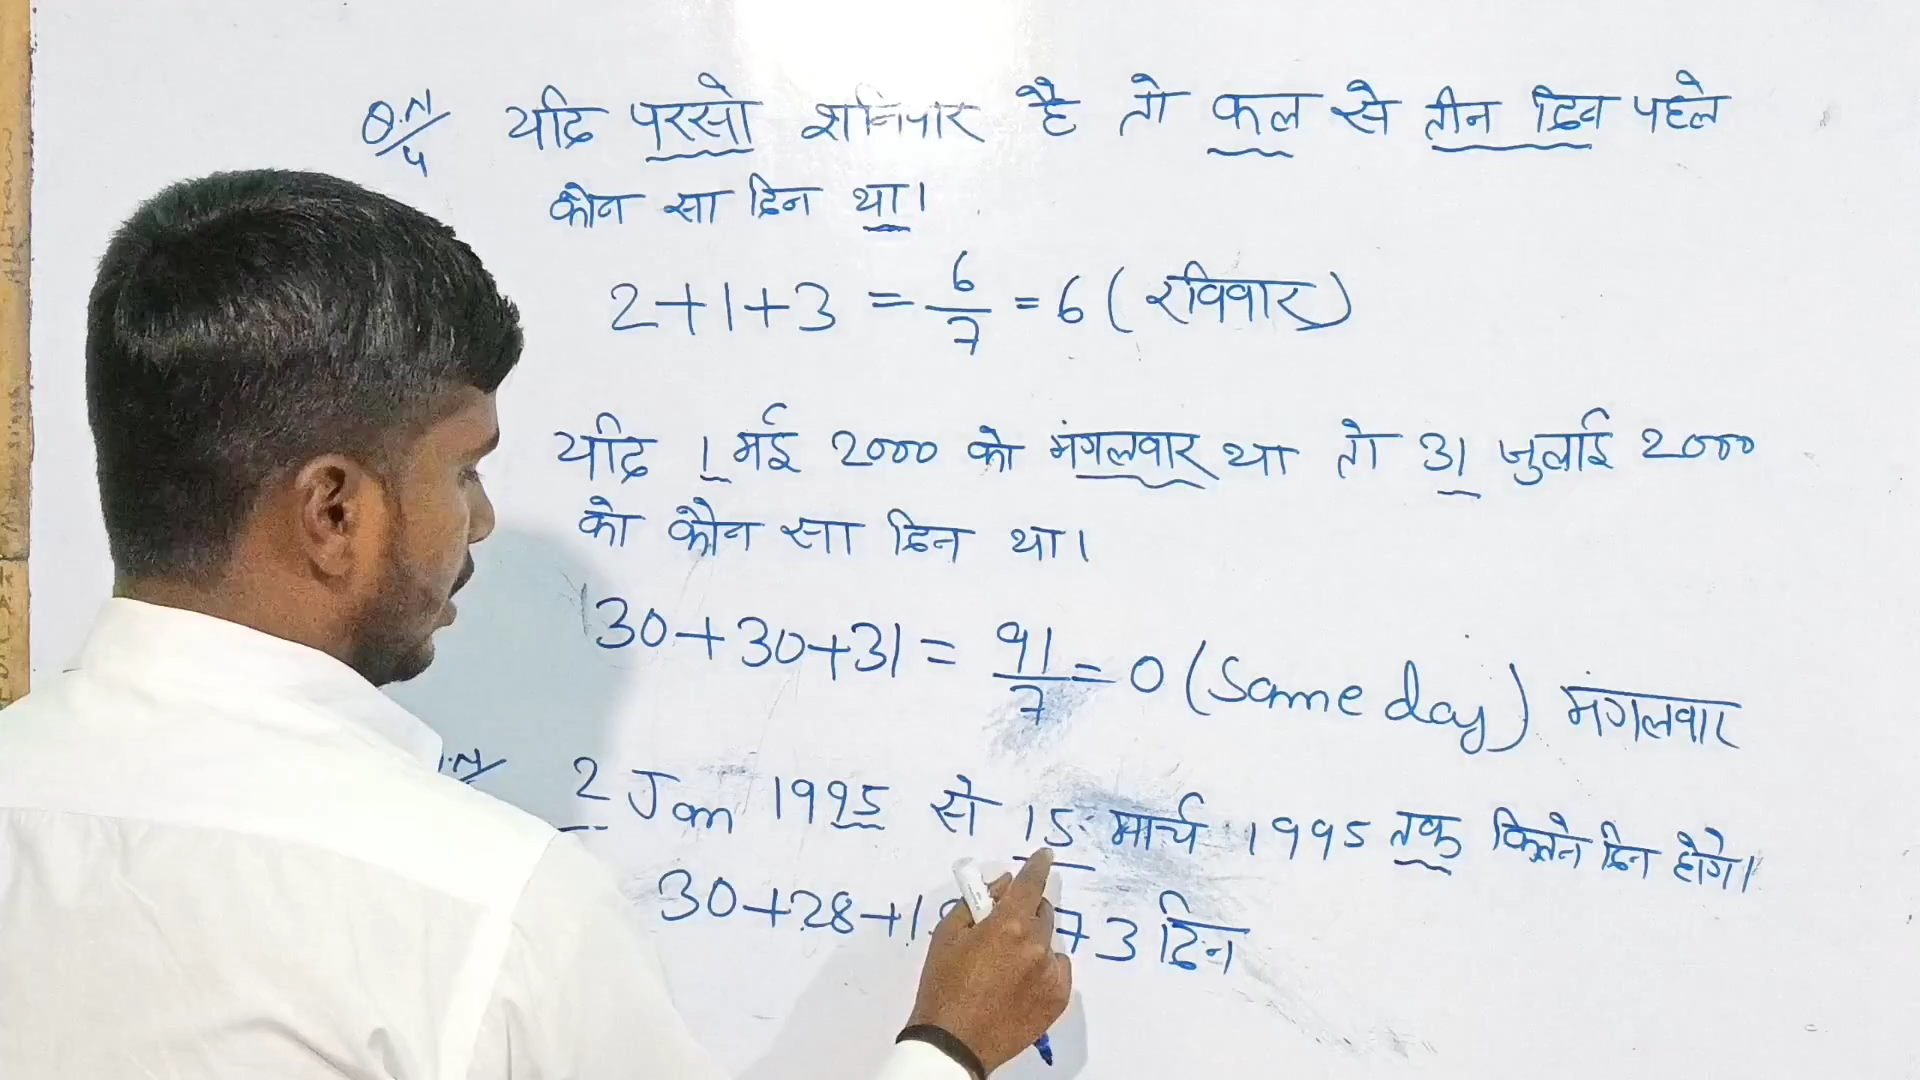 Q.N/4 यदि परसो शनिवार है तो कल से तीन दिन पहले
कौन सा दिन था।
2+1+3 = 6/7 = 6 (रविवार)
यदि 1 मई 2000 को मंगलवार था तो 31 जुलाई 2000
को कौन सा दिन था।
30+30+31 = 91/7 = 0 (Same day) मंगलवार
2 Jan 1995 से 15 मार्च 1995 तक कितने दिन होंगे।
30+28+1 73 दिन